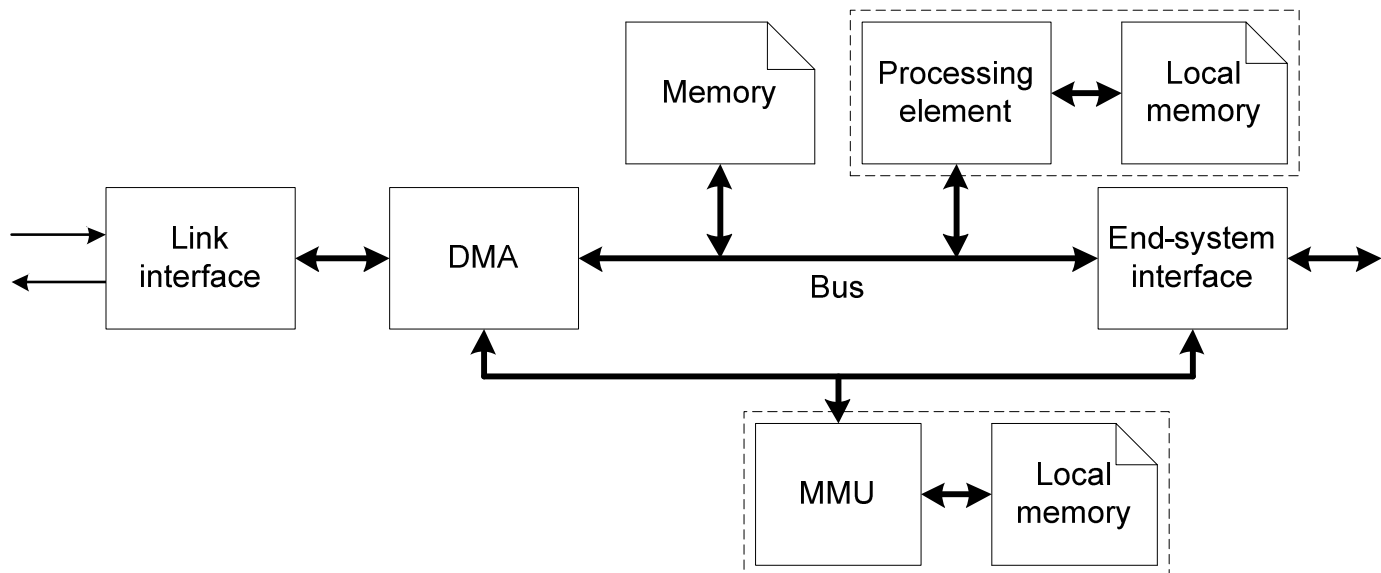 Memory
Processing
element
Local
memory
Link
interface
DMA
Bus
End-system
interface
MMU
Local
memory